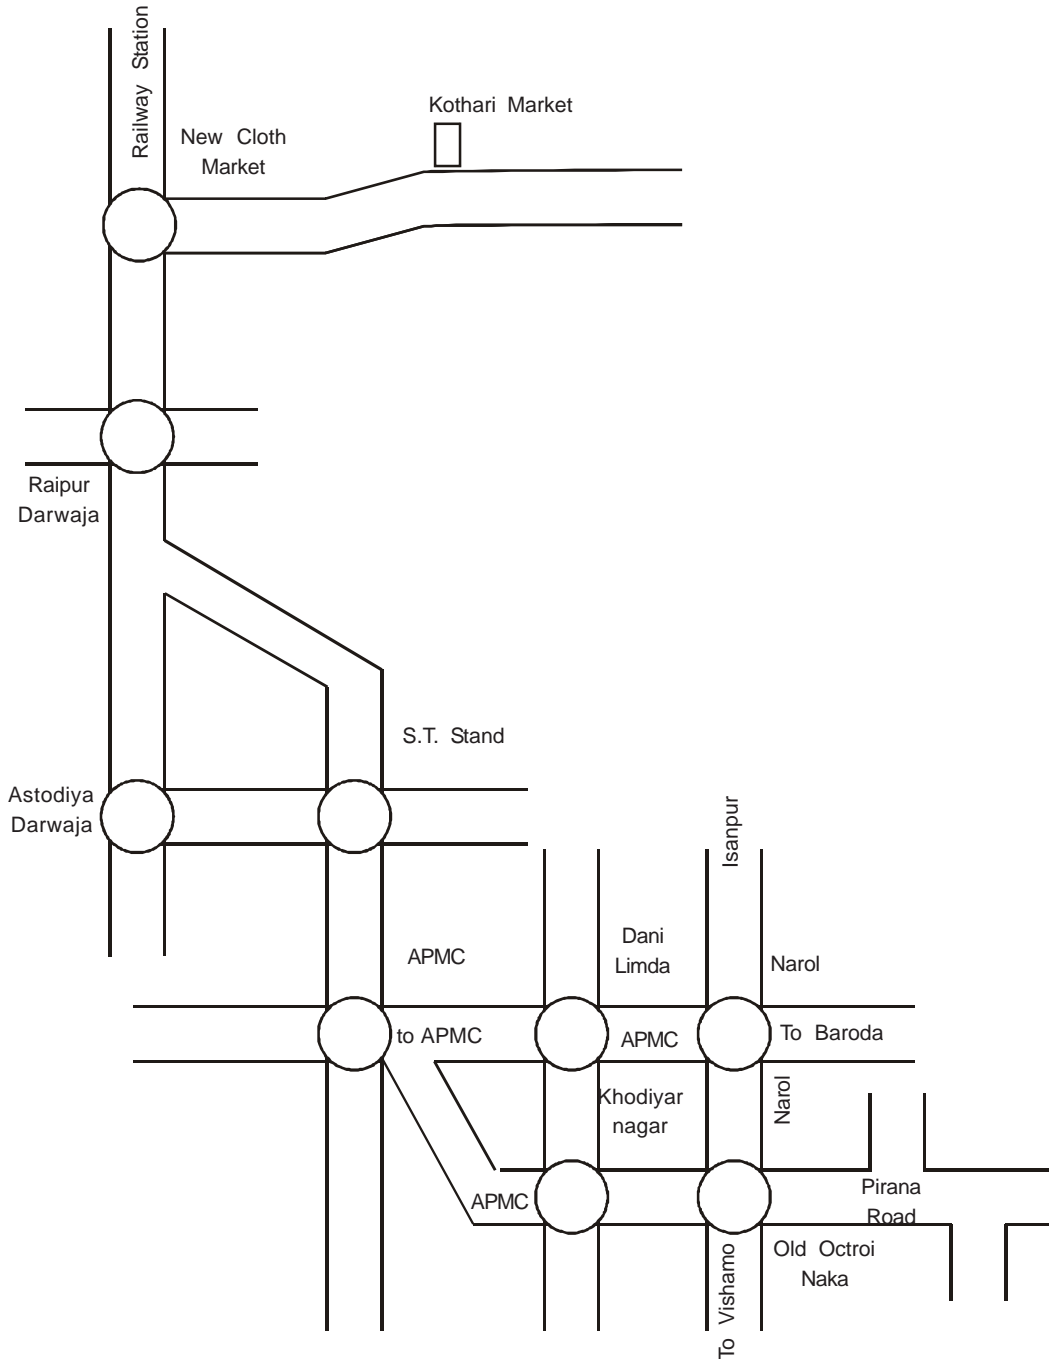 Railway Station
Kothari Market
New Cloth
Market
Raipur
Darwaja
S.T. Stand
Astodiya
Darwaja
Isanpur
Dani
Limda
APMC
Narol
to APMC
APMC
To Baroda
Khodiyar
nagar
Narol
APMC
Pirana
Road
Old Octroi
Naka
To Vishamo